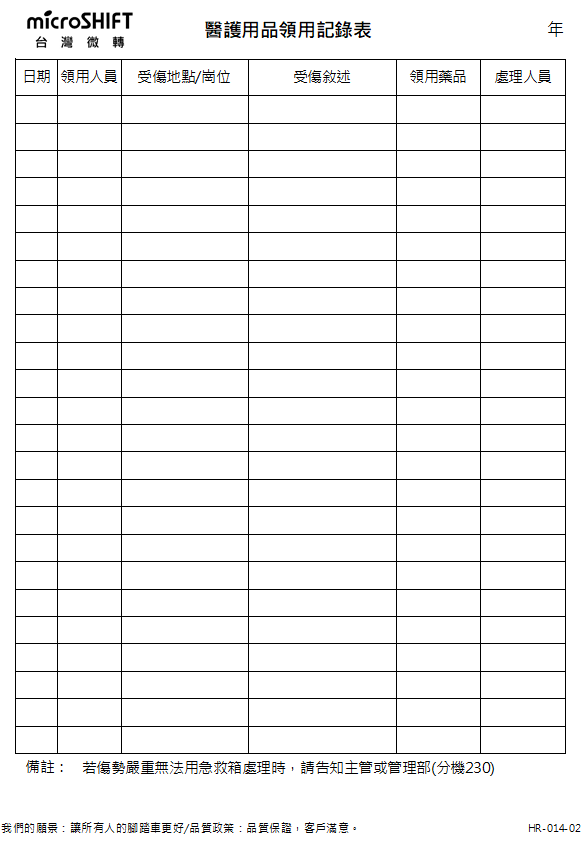 microSHIFT
台灣微轉
醫護用品領用記錄表
年
日期 領用人員 受傷地點/崗位 受傷敘述 領用藥品 處理人員
備註： 若傷勢嚴重無法用急救箱處理時，請告知主管或管理部(分機230)
我們的願景：讓所有人的腳踏車更好/品質政策：品質保證，客戶滿意。 HR-014-02